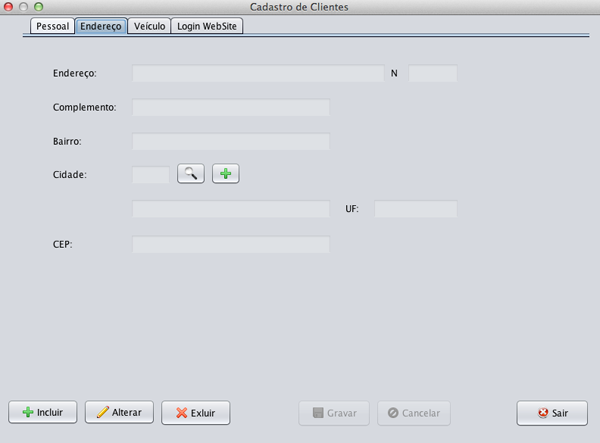 Cadastro de Clientes
Pessoal Endereço Veículo Login WebSite
Endereço: N
Complemento:
Bairro:
Cidade:
UF:
CEP:
Incluir Alterar Exluir Gravar Cancelar Sair